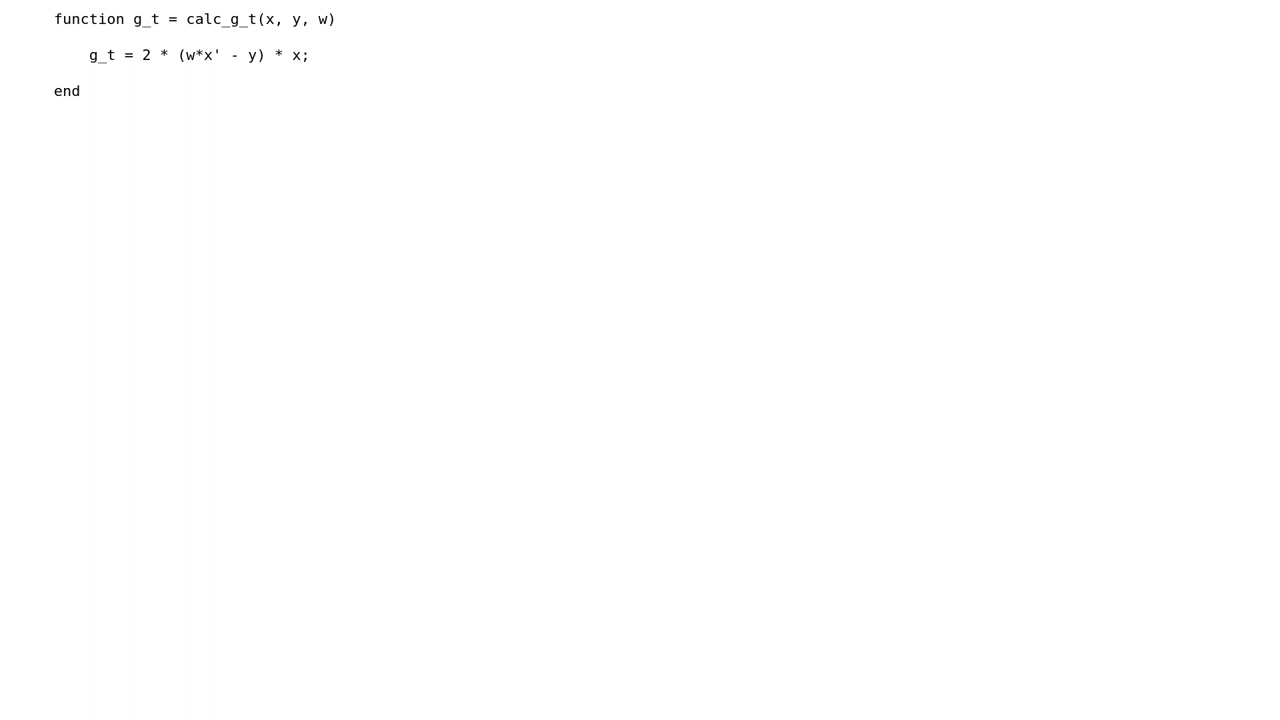 function g_t = calc_g_t(x, y, w)
g_t = 2 * (w*x' - y) * x;
end